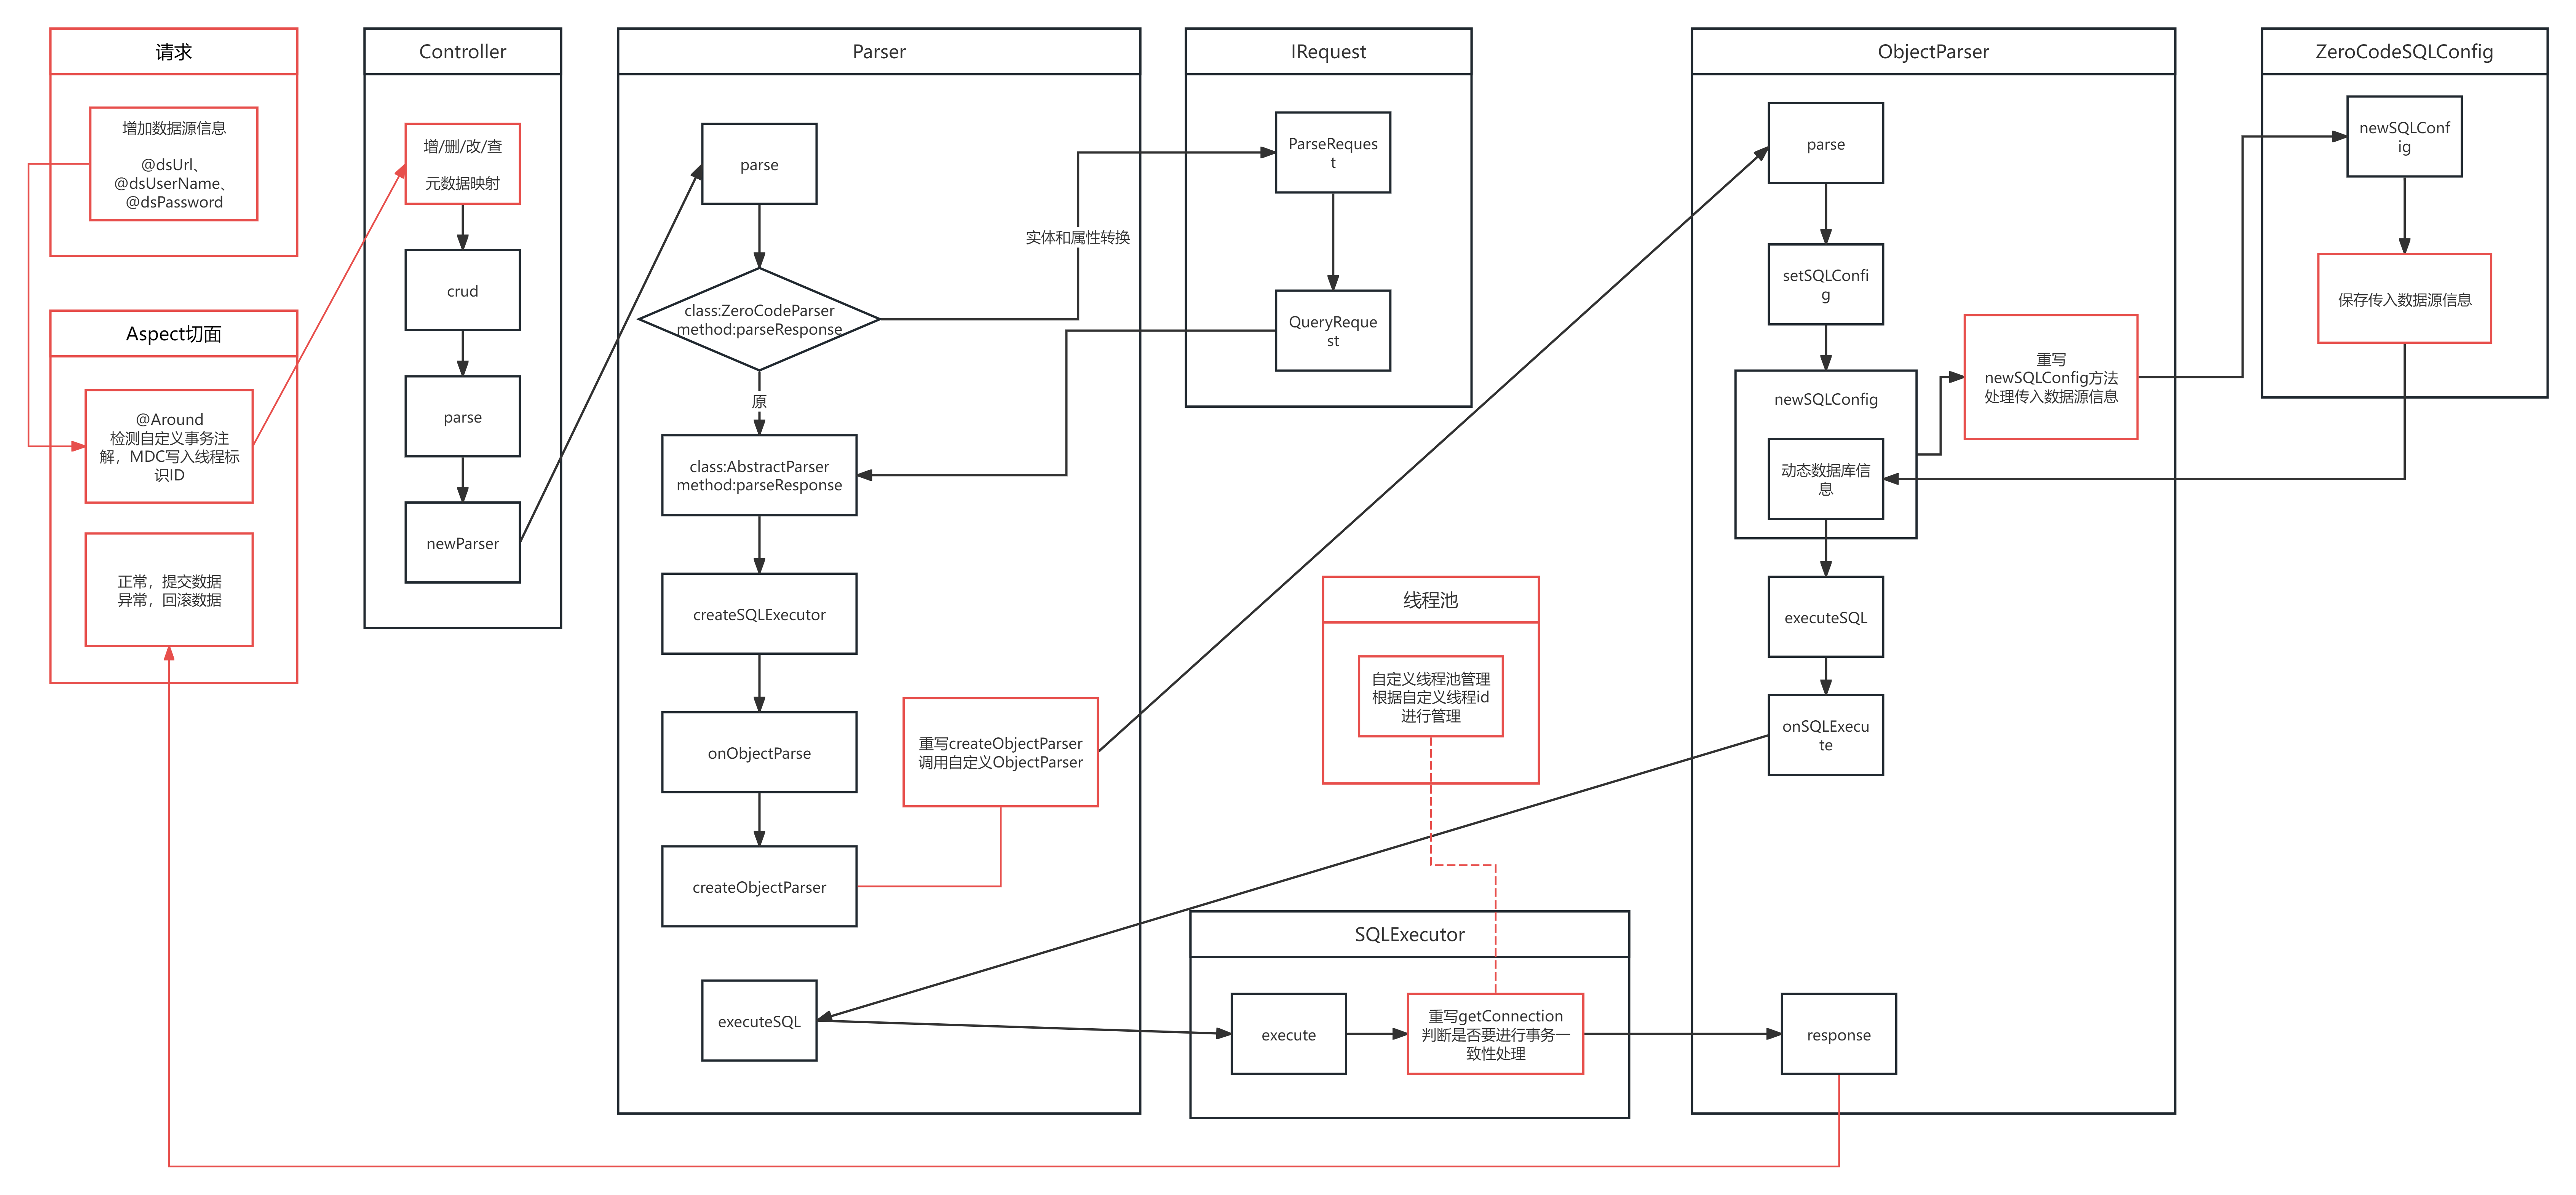 请求
增加数据源信息
@dsUrl、
@dsUserName、
@dsPassword
Aspect切面
@Around
检测自定义事务注
解，MDC写入线程标
识ID
正常，提交数据
异常，回滚数据
Controller
增/删/改/查
元数据映射
crud
parse
newParser
Parser
parse
class:ZeroCodeParser
method:parseResponse
实体和属性转换
原
class:AbstractParser
method:parseResponse
createSQLExecutor
onObjectParse
createObjectParser
重写createObjectParser
调用自定义ObjectParser
executeSQL
IRequest
ParseReques
t
QueryReque
st
线程池
自定义线程池管理
根据自定义线程id
进行管理
SQLExecutor
execute
重写getConnection
判断是否要进行事务一
致性处理
ObjectParser
parse
setSQLConfi
g
newSQLConfig
动态数据库信
息
重写
newSQLConfig方法
处理传入数据源信息
executeSQL
onSQLExecu
te
response
ZeroCodeSQLConfig
newSQLConf
ig
保存传入数据源信息